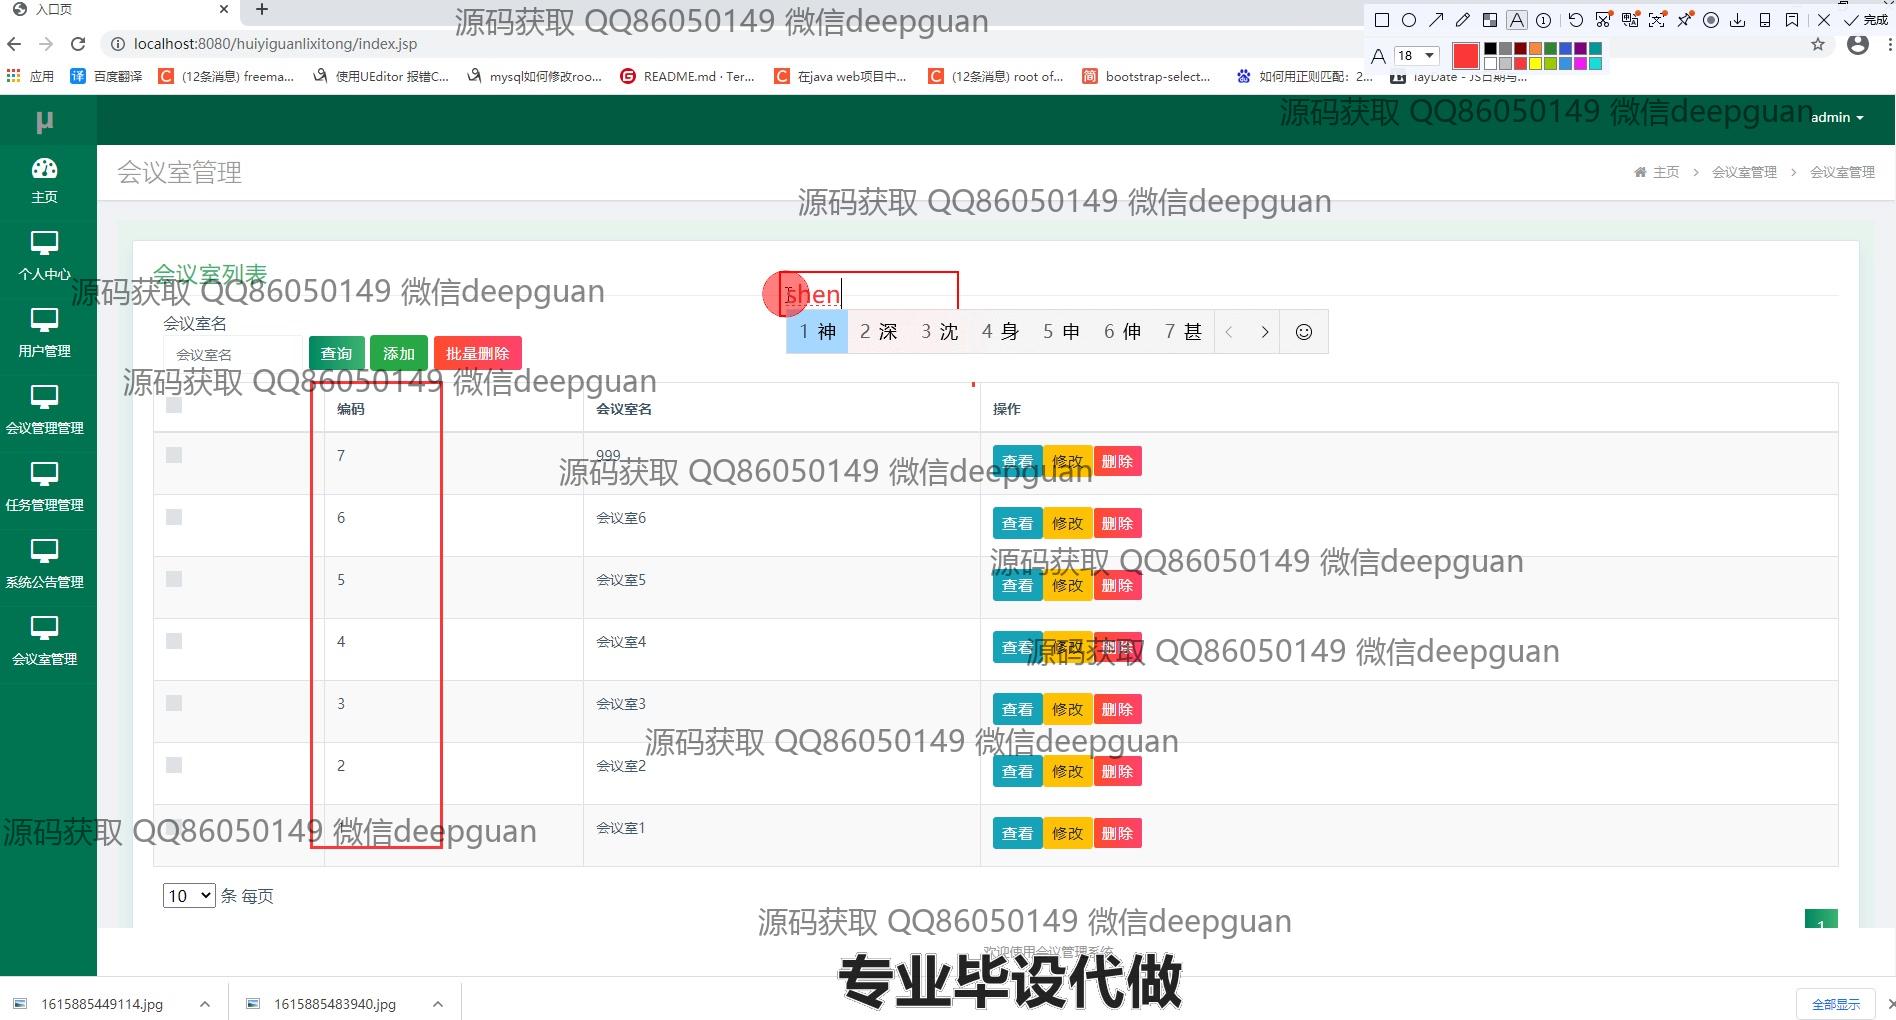 入口页
源码获取 QQ86050149 微信deepguan
18
完成
localhost:8080/huiyiguanlixitong/index.jsp
应用
译 百度翻译
(12条消息) freema...
使用UEditor 报错C...
mysql如何修改roo...
README.md · Ter...
在java web项目中...
(12条消息) root of...
简 bootstrap-select...
如何用正则匹配：2...
layDate - JS日期与...
μ
源码获取 QQ86050149 微信deepguan
admin
主页
个人中心
用户管理
会议管理管理
任务管理管理
系统公告管理
会议室管理
会议室管理
主页 > 会议室管理 > 会议室管理
源码获取 QQ86050149 微信deepguan
会议室列表
源码获取 QQ86050149 微信deepguan
shen
1 神 2 深 3 沈 4 身 5 申 6 伸 7 甚
会议室名
会议室名 查询 添加 批量删除
源码获取 QQ86050149 微信deepguan
编码 会议室名 操作
7 999 查看 修改 删除
源码获取 QQ86050149 微信deepguan
6 会议室6 查看 修改 删除
源码获取 QQ86050149 微信deepguan
5 会议室5 查看 修改 删除
4 会议室4 查看 修改 删除
源码获取 QQ86050149 微信deepguan
3 会议室3 查看 修改 删除
源码获取 QQ86050149 微信deepguan
2 会议室2 查看 修改 删除
会议室1 查看 修改 删除
源码获取 QQ86050149 微信deepguan
10 条 每页
源码获取 QQ86050149 微信deepguan
1
欢迎使用会议管理系统
专业毕设代做
1615885449114.jpg
1615885483940.jpg
全部显示